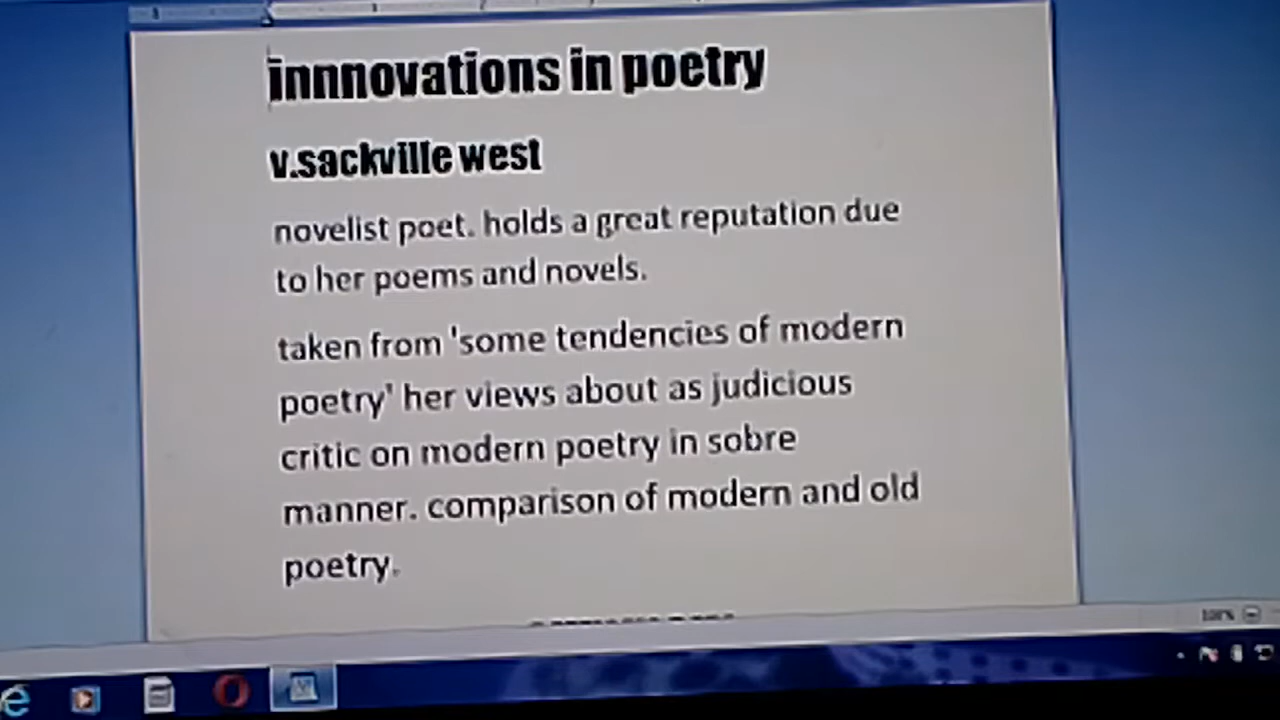 innnovations in poetry
v.sackville west
novelist poet. holds a great reputation due
to her poems and novels.
taken from 'some tendencies of modern
poetry' her views about as judicious
critic on modern poetry in sobre
manner. comparison of modern and old
poetry.